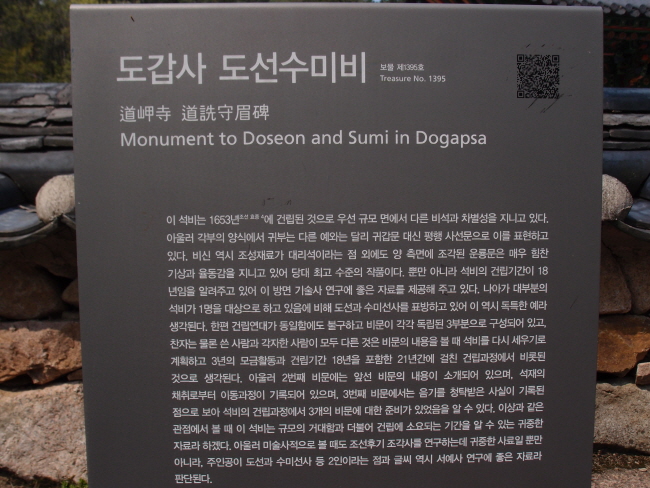 도갑사 도선수미비
보물 제1395호
Treasure No. 1395
道岬寺 道詵守眉碑
Monument to Doseon and Sumi in Dogapsa
이 석비는 1653년에 건립된 것으로 우선 규모 면에서 다른 비석과 차별성을 지니고 있다.
아울러 각부의 양식에서 귀부는 다른 예와는 달리 귀갑문 대신 평행 사선문으로 이를 표현하고
있다. 비신 역시 조성재료가 대리석이라는 점 외에도 양 측면에 조각된 운룡문은 매우 힘찬
기상과 율동감을 지니고 있어 당대 최고 수준의 작품이다. 뿐만 아니라 석비의 건립기간이 18
년임을 알려주고 있어 이 방면 기술사 연구에 좋은 자료를 제공해 주고 있다. 나아가 대부분의
석비가 1명을 대상으로 하고 있음에 비해 도선과 수미선사를 표방하고 있어 이 역시 독특한 예라
생각된다. 한편 건립연대가 동일함에도 불구하고 비문이 각각 독립된 3부분으로 구성되어 있고,
찬자는 물론 쓴 사람과 각자한 사람이 모두 다른 것은 비문의 내용을 볼 때 석비를 다시 세우기로
계획하고 3년의 모금활동과 건립기간 18년을 포함한 21년간에 걸친 건립과정에서 비롯된
것으로 생각된다. 아울러 2번째 비문에는 앞선 비문의 내용이 소개되어 있으며, 석재의
채취로부터 이동과정이 기록되어 있으며, 3번째 비문에서는 음기를 청탁받은 사실이 기록된
점으로 보아 석비의 건립과정에서 3개의 비문에 대한 준비가 있었음을 알 수 있다. 이상과 같은
관점에서 볼 때 이 석비는 규모의 거대함과 더불어 건립에 소요되는 기간을 알 수 있는 귀중한
자료라 하겠다. 아울러 미술사적으로 볼 때도 조선후기 조각사를 연구하는데 귀중한 사료일 뿐만
아니라, 주인공이 도선과 수미선사 등 2인이라는 점과 글씨 역시 서예사 연구에 좋은 자료라
판단된다.